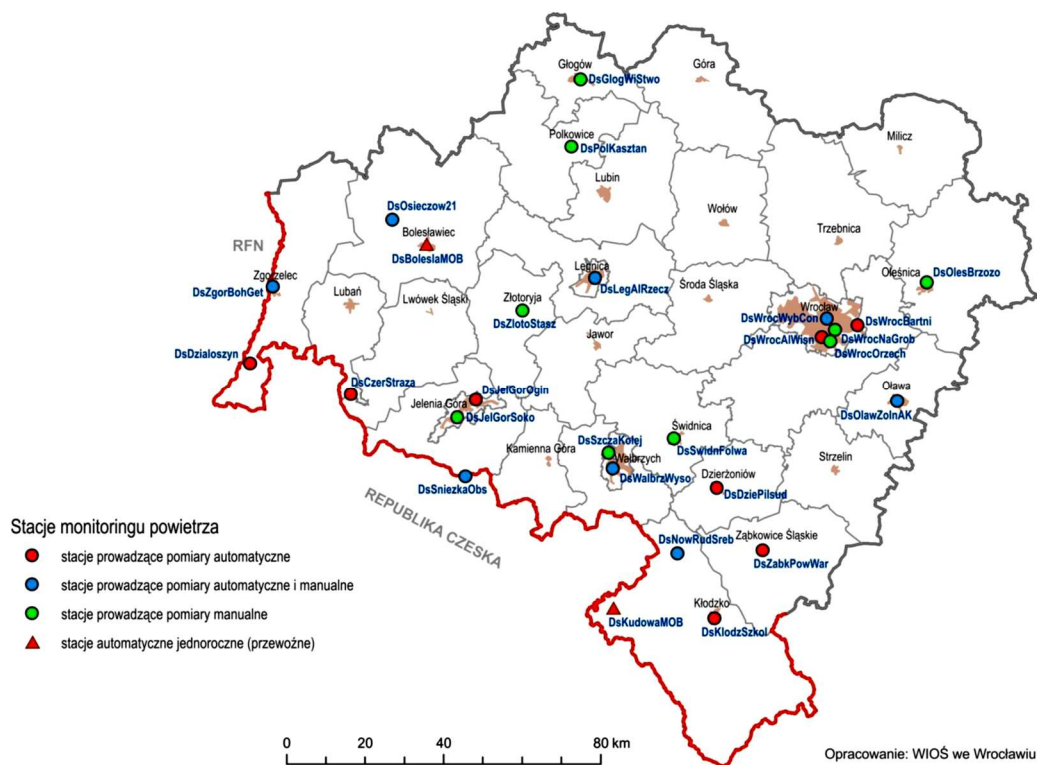 Głogów
DsGlogWiStwo
Góra
Polkowice
DsPolKasztan
Milicz
Lubin
DsOsieczow21
Bolesławiec
DsBolesłaMOB
Wołów
Trzebnica
RFN
Zgorzelec
DsZgorBohGet
Lubań
Lwówek Śląski
Legnica
DsLegAlRzecz
Złotoryja
DsZlotoStasz
Środa Śląska
Oleśnica
DsOlesBrzozo
Wrocław
DsWrocWybCon
DsWrocBartni
DsWrocAlWisn
DsWrocNaGrob
DsWrocOrzech
Jawor
DsDzialoszyn
DsCzerStraza
DsJelGorOgin
Jelenia Góra
DsJelGorSoko
Oława
DsOlawZolnAK
Kamienna Góra
DsSzczaKolej
Wałbrzych
DsWalbrzWyso
Świdnica
DsSwidnFolwa
Dzierżoniów
DsDziePilsud
Strzelin
DsSniezkaObs
REPUBLIKA CZESKA
DsNowRudSreb
Ząbkowice Śląskie
DsZabkPowWar
DsKudowaMOB
Kłodzko
DsKlodzSzkol
Stacje monitoringu powietrza
stacje prowadzące pomiary automatyczne
stacje prowadzące pomiary automatyczne i manualne
stacje prowadzące pomiary manualne
stacje automatyczne jednoroczne (przewoźne)
0 20 40 80 km
Opracowanie: WIOŚ we Wrocławiu